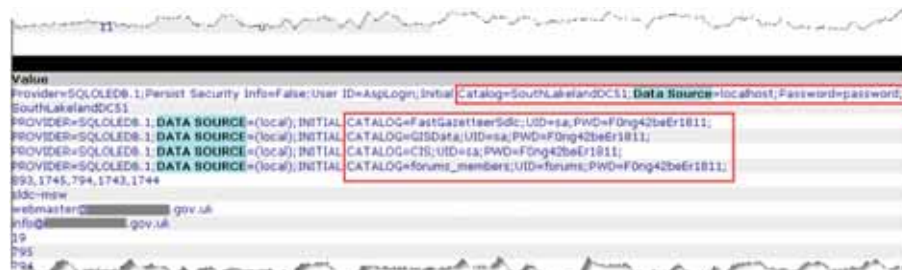 Value
Provider=SQLOLEDB.1;Persist Security Info=False;User ID=AspLogin;Initial Catalog=SouthLakelandDC51;Data Source=localhost;Password=password;
SouthLakelandDC51
PROVIDER=SQLOLEDB.1;DATA SOURCE=(local);INITIAL CATALOG=FastGazetteerSldc;UID=sa;PWD=F0ng42beEr1811;
PROVIDER=SQLOLEDB.1;DATA SOURCE=(local);INITIAL CATALOG=GISData;UID=sa;PWD=F0ng42beEr1811;
PROVIDER=SQLOLEDB.1;DATA SOURCE=(local);INITIAL CATALOG=CIS;UID=sa;PWD=F0ng42beEr1811;
PROVIDER=SQLOLEDB.1;DATA SOURCE=(local);INITIAL CATALOG=forums_members;UID=forums;PWD=F0ng42beEr1811;
893,1745,794,1743,1744
sldc-msw
webmaster@ .gov.uk
info@ .gov.uk
19
795
794